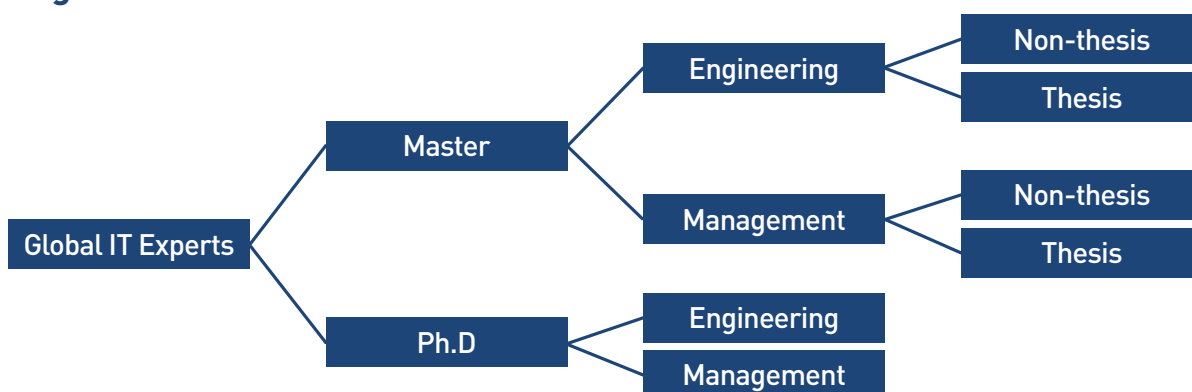 Global IT Experts
Master
Engineering
Non-thesis
Thesis
Management
Non-thesis
Thesis
Ph.D
Engineering
Management